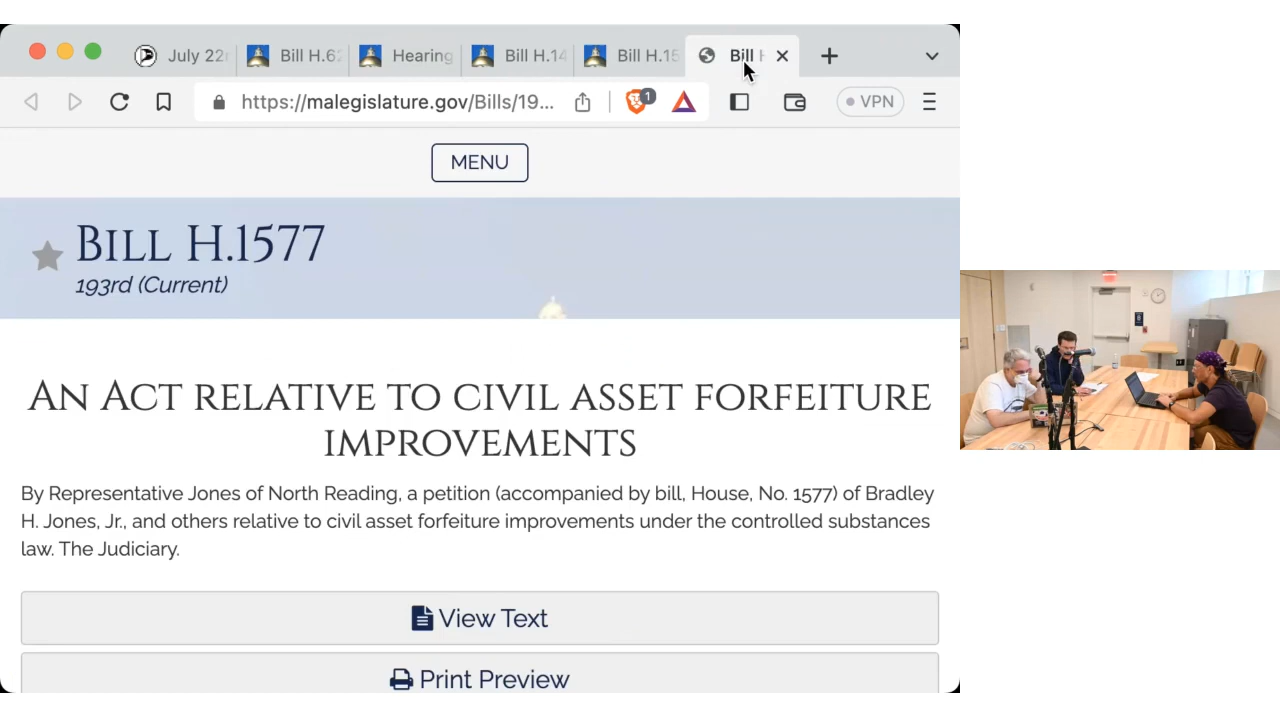 July 22
Bill H.6
Hearing
Bill H.14
Bill H.15
Bill H
https://malegislature.gov/Bills/19...
1
VPN
MENU
Bill H.1577
193rd (Current)
An Act relative to civil asset forfeiture
improvements
By Representative Jones of North Reading, a petition (accompanied by bill, House, No. 1577) of Bradley
H. Jones, Jr., and others relative to civil asset forfeiture improvements under the controlled substances
law. The Judiciary.
View Text
Print Preview